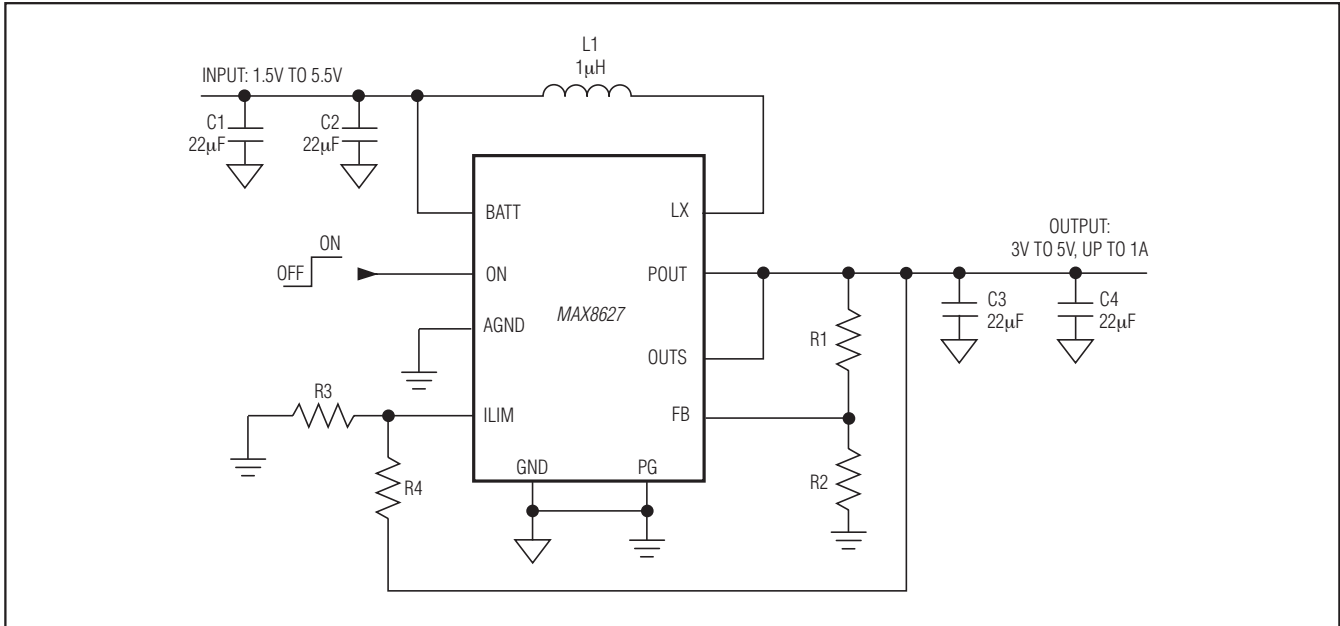 L1
1µH
INPUT: 1.5V TO 5.5V
C1
22µF
C2
22µF
BATT
LX
OUTPUT:
3V TO 5V, UP TO 1A
ON
OFF
ON
POUT
MAX8627
C3
22µF
C4
22µF
AGND
R1
OUTS
R3
ILIM
FB
GND
PG
R4
R2